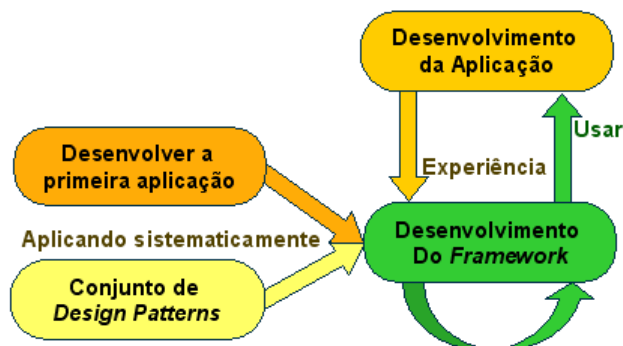 Desenvolvimento
da Aplicação
Usar
Desenvolver a
primeira aplicação
Experiência
Aplicando sistematicamente
Desenvolvimento
Do Framework
Conjunto de
Design Patterns